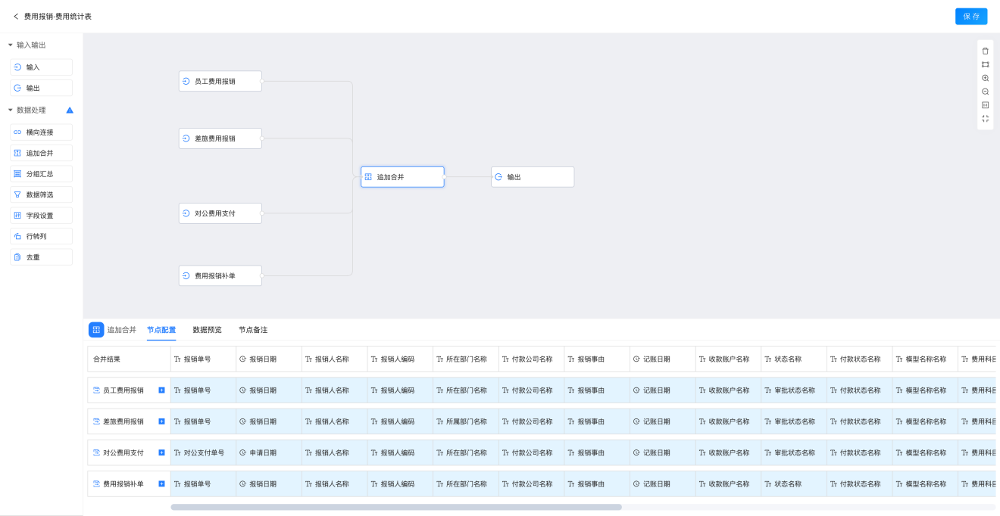 费用报销·费用统计表
保存
输入输出
输入
输出
数据处理
横向连接
追加合并
分组汇总
数据筛选
字段设置
行转列
去重
员工费用报销
差旅费用报销
追加合并
输出
对公费用支付
费用报销补单
追加合并 节点配置 数据预览 节点备注
合并结果 报销单号 报销日期 报销人名称 报销人编码 所在部门名称 付款公司名称 报销事由 记账日期 收款账户名称 状态名称 付款状态名称 模型名称名称 费用科目
员工费用报销 报销单号 报销日期 报销人名称 报销人编码 所在部门名称 付款公司名称 报销事由 记账日期 收款账户名称 审批状态名称 付款状态名称 模型名称名称 费用科目
差旅费用报销 报销单号 报销日期 报销人名称 报销人编码 所属部门名称 付款公司名称 报销事由 记账日期 收款账户名称 审批状态名称 付款状态名称 模型名称名称 费用科目
对公费用支付 对公支付单号 申请日期 报销人名称 报销人编码 所在部门名称 付款公司名称 报销事由 记账日期 收款账户名称 审批状态名称 付款状态名称 模型名称名称 费用科目
费用报销补单 报销单号 报销日期 报销人名称 报销人编码 所在部门名称 付款公司名称 报销事由 记账日期 收款账户名称 状态名称 付款状态名称 模型名称名称 费用科目